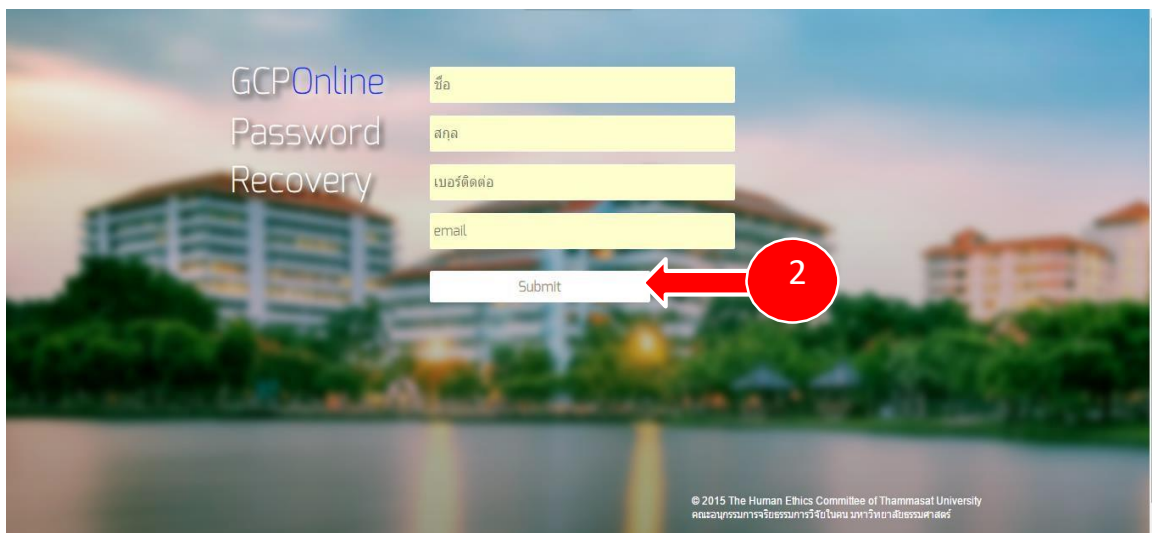 GCPOnline
Password
Recovery
ชื่อ
สกุล
เบอร์ติดต่อ
email
Submit
2
© 2015 The Human Ethics Committee of Thammasat University
คณะอนุกรรมการจริยธรรมการวิจัยในคน มหาวิทยาลัยธรรมศาสตร์